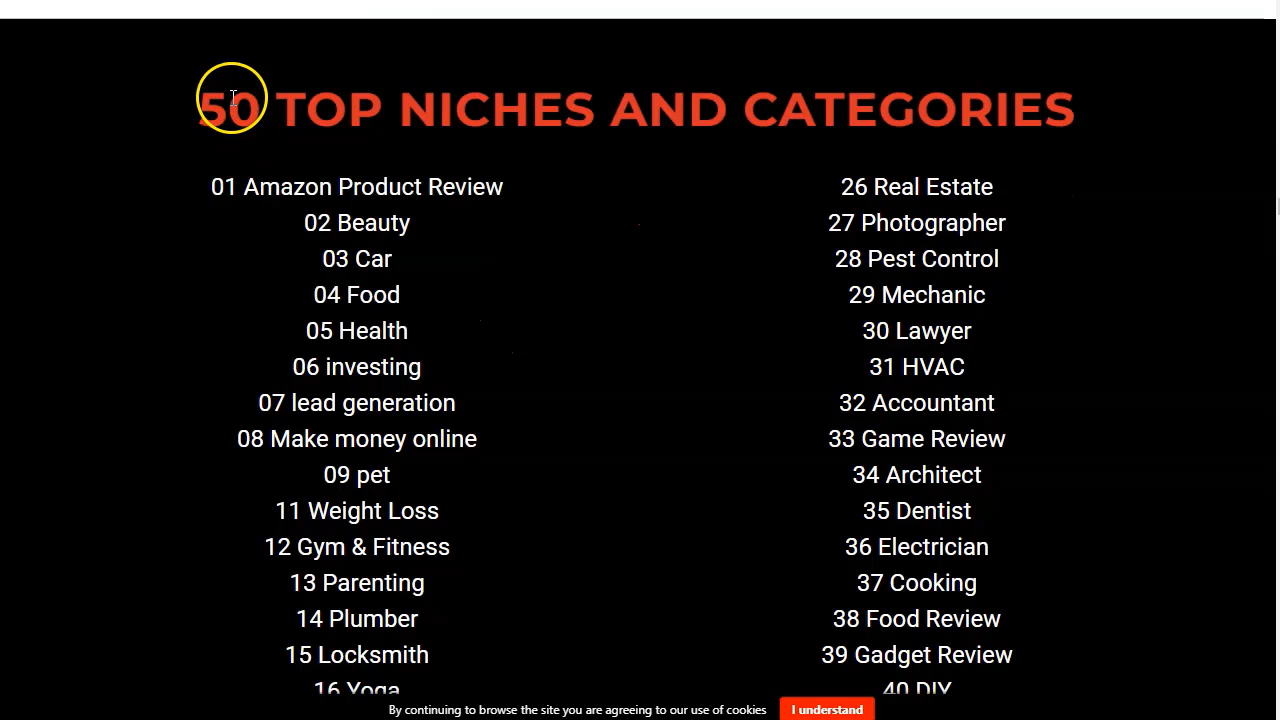 50 TOP NICHES AND CATEGORIES
01 Amazon Product Review
02 Beauty
03 Car
04 Food
05 Health
06 investing
07 lead generation
08 Make money online
09 pet
11 Weight Loss
12 Gym & Fitness
13 Parenting
14 Plumber
15 Locksmith
16 Yoga
26 Real Estate
27 Photographer
28 Pest Control
29 Mechanic
30 Lawyer
31 HVAC
32 Accountant
33 Game Review
34 Architect
35 Dentist
36 Electrician
37 Cooking
38 Food Review
39 Gadget Review
40 DIY
By continuing to browse the site you are agreeing to our use of cookies
I understand